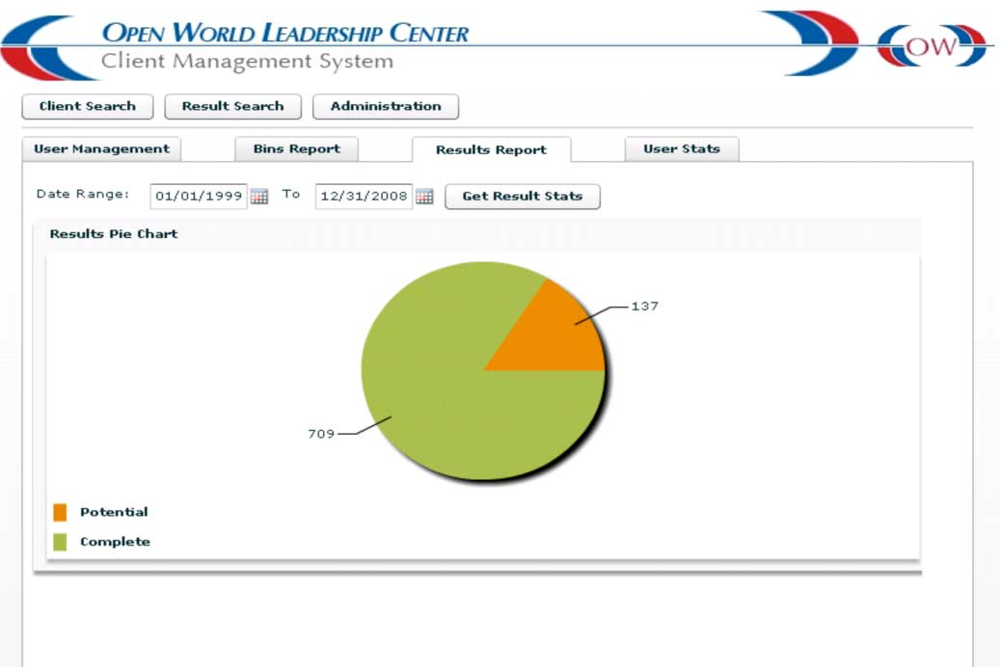 OPEN WORLD LEADERSHIP CENTER
Client Management System
OW
Client Search Result Search Administration
User Management Bins Report Results Report User Stats
Date Range: 01/01/1999 To 12/31/2008 Get Result Stats
Results Pie Chart
137
709
Potential
Complete